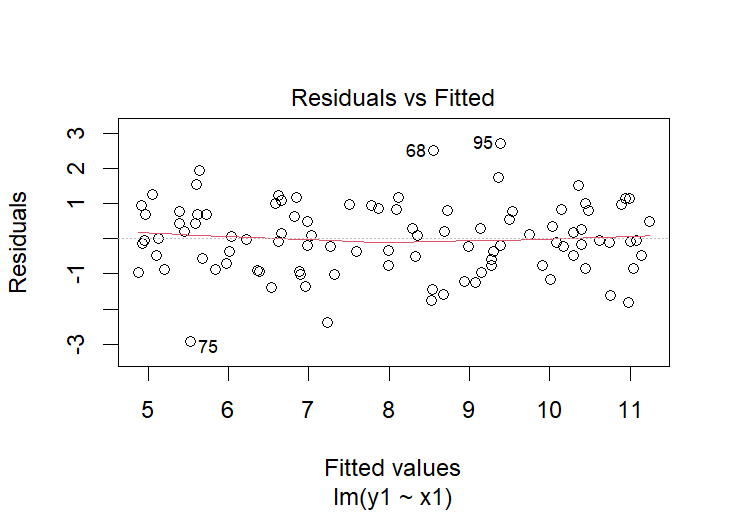 Residuals vs Fitted
Residuals
3
2
1
-1
-3
68
95
75
5 6 7 8 9 10 11
Fitted values
lm(y1 ~ x1)